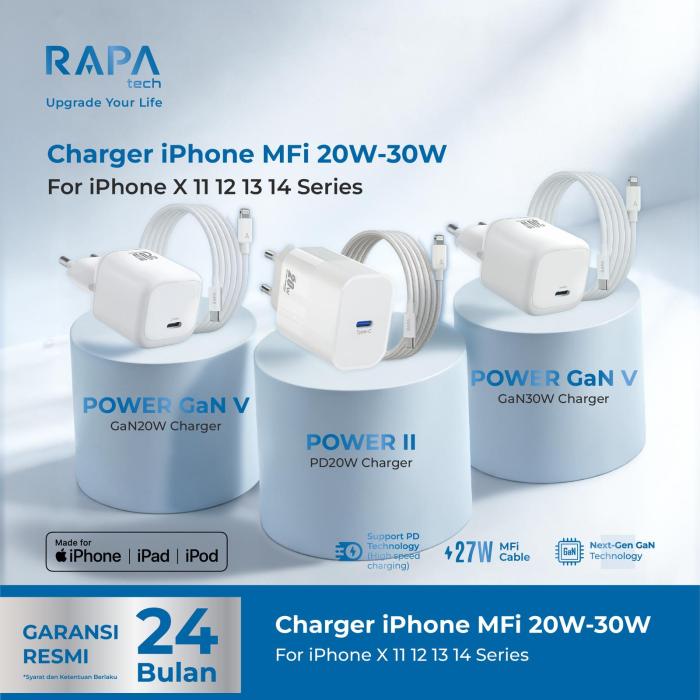 RAPA
tech
Upgrade Your Life
Charger iPhone MFi 20W-30W
For iPhone X 11 12 13 14 Series
POWER GaN V
GaN20W Charger
POWER II
PD20W Charger
POWER GaN V
GaN30W Charger
20W
Type-C
Made for
iPhone | iPad | iPod
Support PD
Technology
(High speed
charging)
27W MFi
Cable
GaN
Next-Gen GaN
Technology
GARANSI
RESMI
24
Bulan
*Syarat dan Ketentuan Berlaku
Charger iPhone MFi 20W-30W
For iPhone X 11 12 13 14 Series